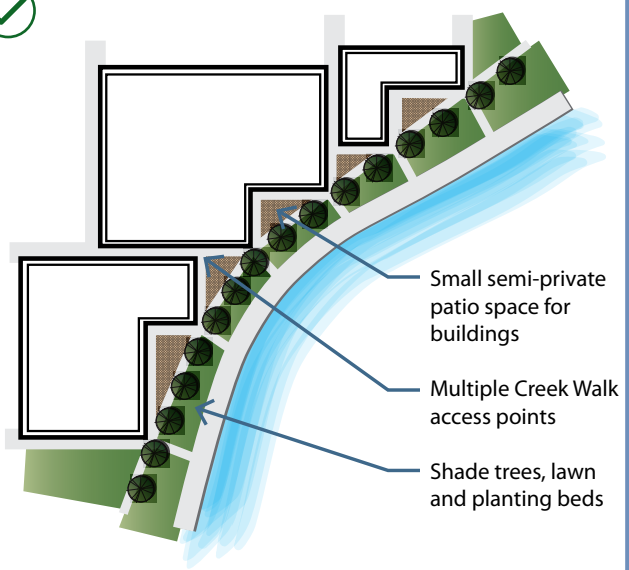 Small semi-private
patio space for
buildings
Multiple Creek Walk
access points
Shade trees, lawn
and planting beds